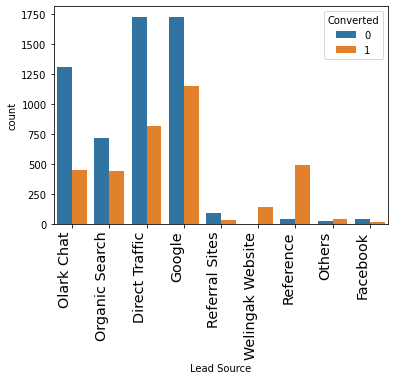 1750
1500
1250
1000
750
500
250
0
count
Converted
0
1
Olark Chat
Organic Search
Direct Traffic
Google
Referral Sites
Welingak Website
Reference
Others
Facebook
Lead Source